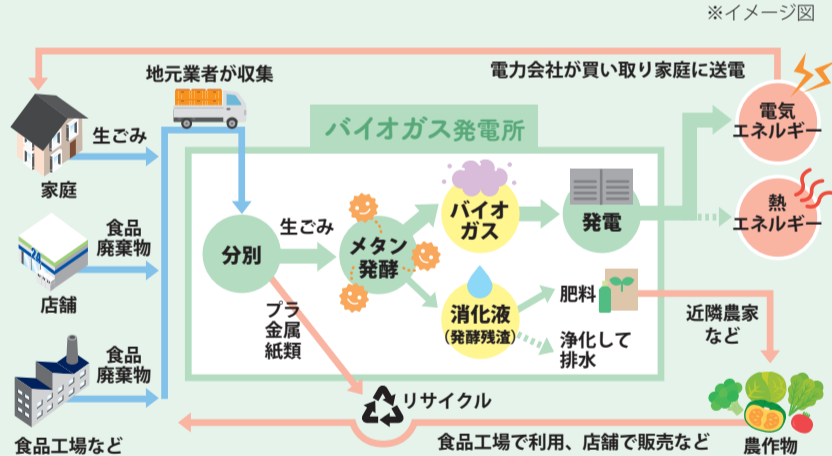 ※イメージ図
地元業者が収集
電力会社が買い取り家庭に送電
バイオガス発電所
電気
エネルギー
生ごみ
家庭
熱
エネルギー
バイオ
ガス
発電
食品
廃棄物
24
店舗
分別
生ごみ
メタン
発酵
プラ
金属
紙類
消化液
(発酵残渣)
肥料
浄化して
排水
近隣農家
など
食品
廃棄物
食品工場など
リサイクル
食品工場で利用、店舗で販売など
農作物